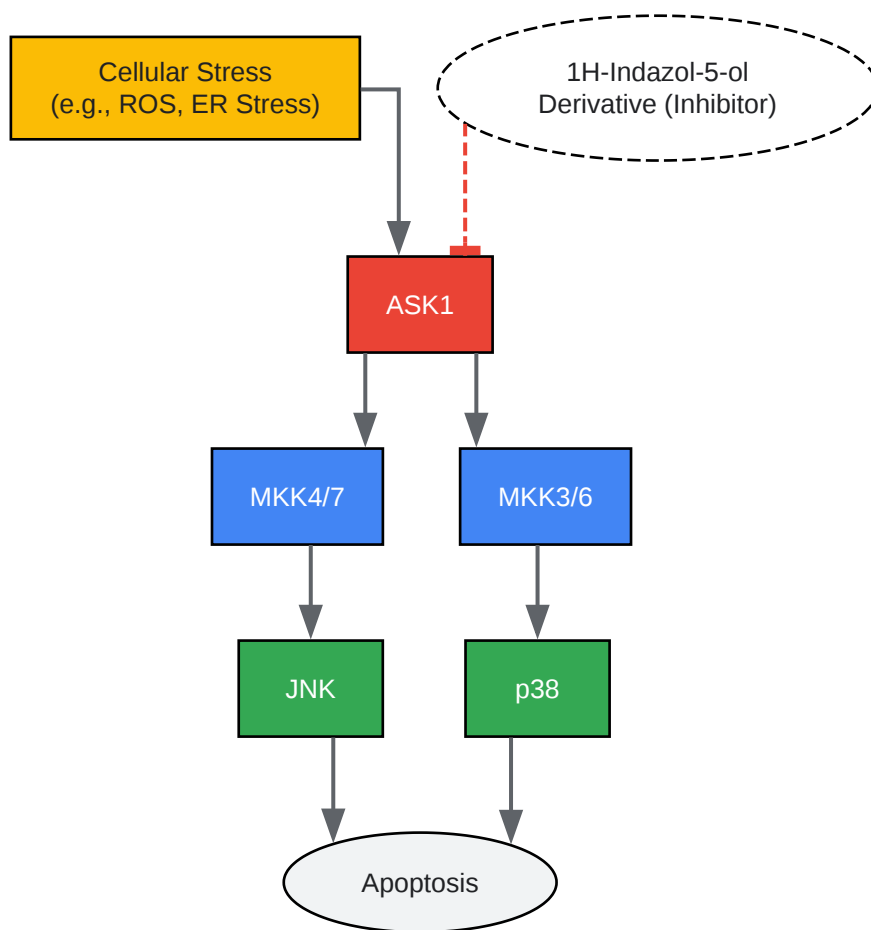 Cellular Stress
(e.g., ROS, ER Stress)
1H-Indazol-5-ol
Derivative (Inhibitor)
ASK1
MKK4/7
MKK3/6
JNK
p38
Apoptosis